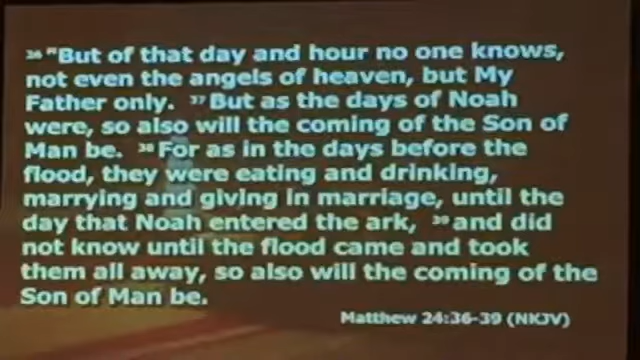 36 "But of that day and hour no one knows,
not even the angels of heaven, but My
Father only. 37 But as the days of Noah
were, so also will the coming of the Son of
Man be. 38 For as in the days before the
flood, they were eating and drinking,
marrying and giving in marriage, until the
day that Noah entered the ark, 39 and did
not know until the flood came and took
them all away, so also will the coming of the
Son of Man be.
Matthew 24:36-39 (NKJV)